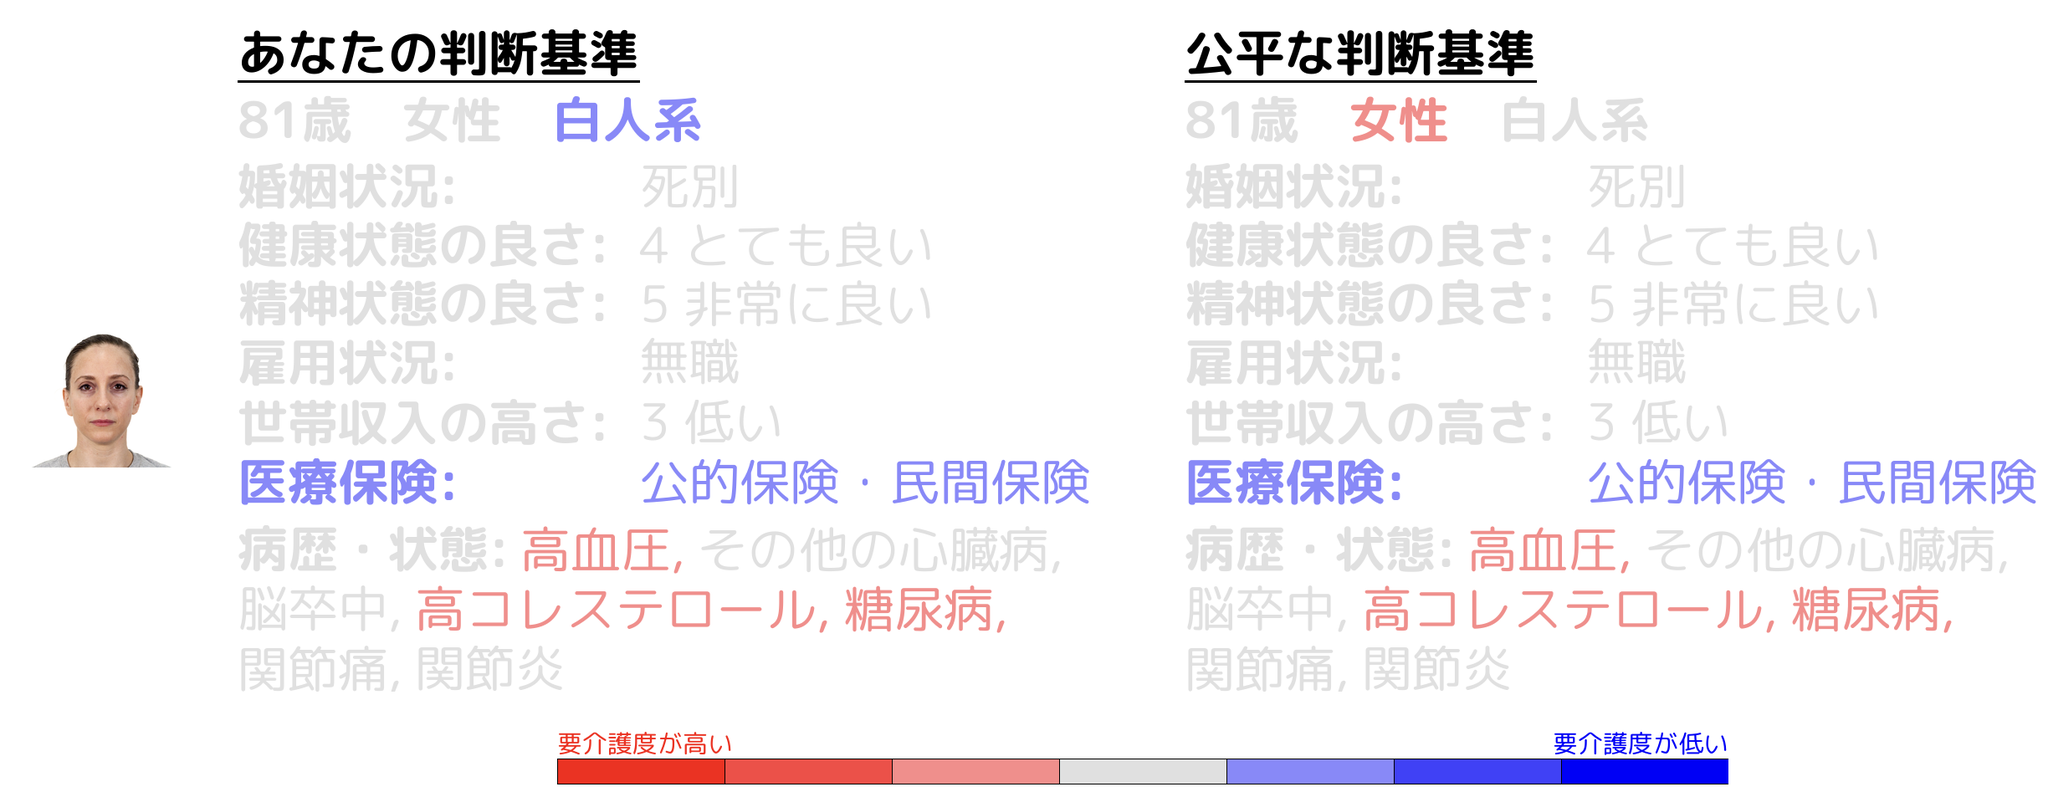 あなたの判断基準
81歳 女性 白人系
婚姻状況: 死別
健康状態の良さ: 4 とても良い
精神状態の良さ: 5 非常に良い
雇用状況: 無職
世帯収入の高さ: 3 低い
医療保険: 公的保険・民間保険
病歴・状態: 高血圧, その他の心臓病,
脳卒中, 高コレステロール, 糖尿病,
関節痛, 関節炎
公平な判断基準
81歳 女性 白人系
婚姻状況: 死別
健康状態の良さ: 4 とても良い
精神状態の良さ: 5 非常に良い
雇用状況: 無職
世帯収入の高さ: 3 低い
医療保険: 公的保険・民間保険
病歴・状態: 高血圧, その他の心臓病,
脳卒中, 高コレステロール, 糖尿病,
関節痛, 関節炎
要介護度が高い 要介護度が低い